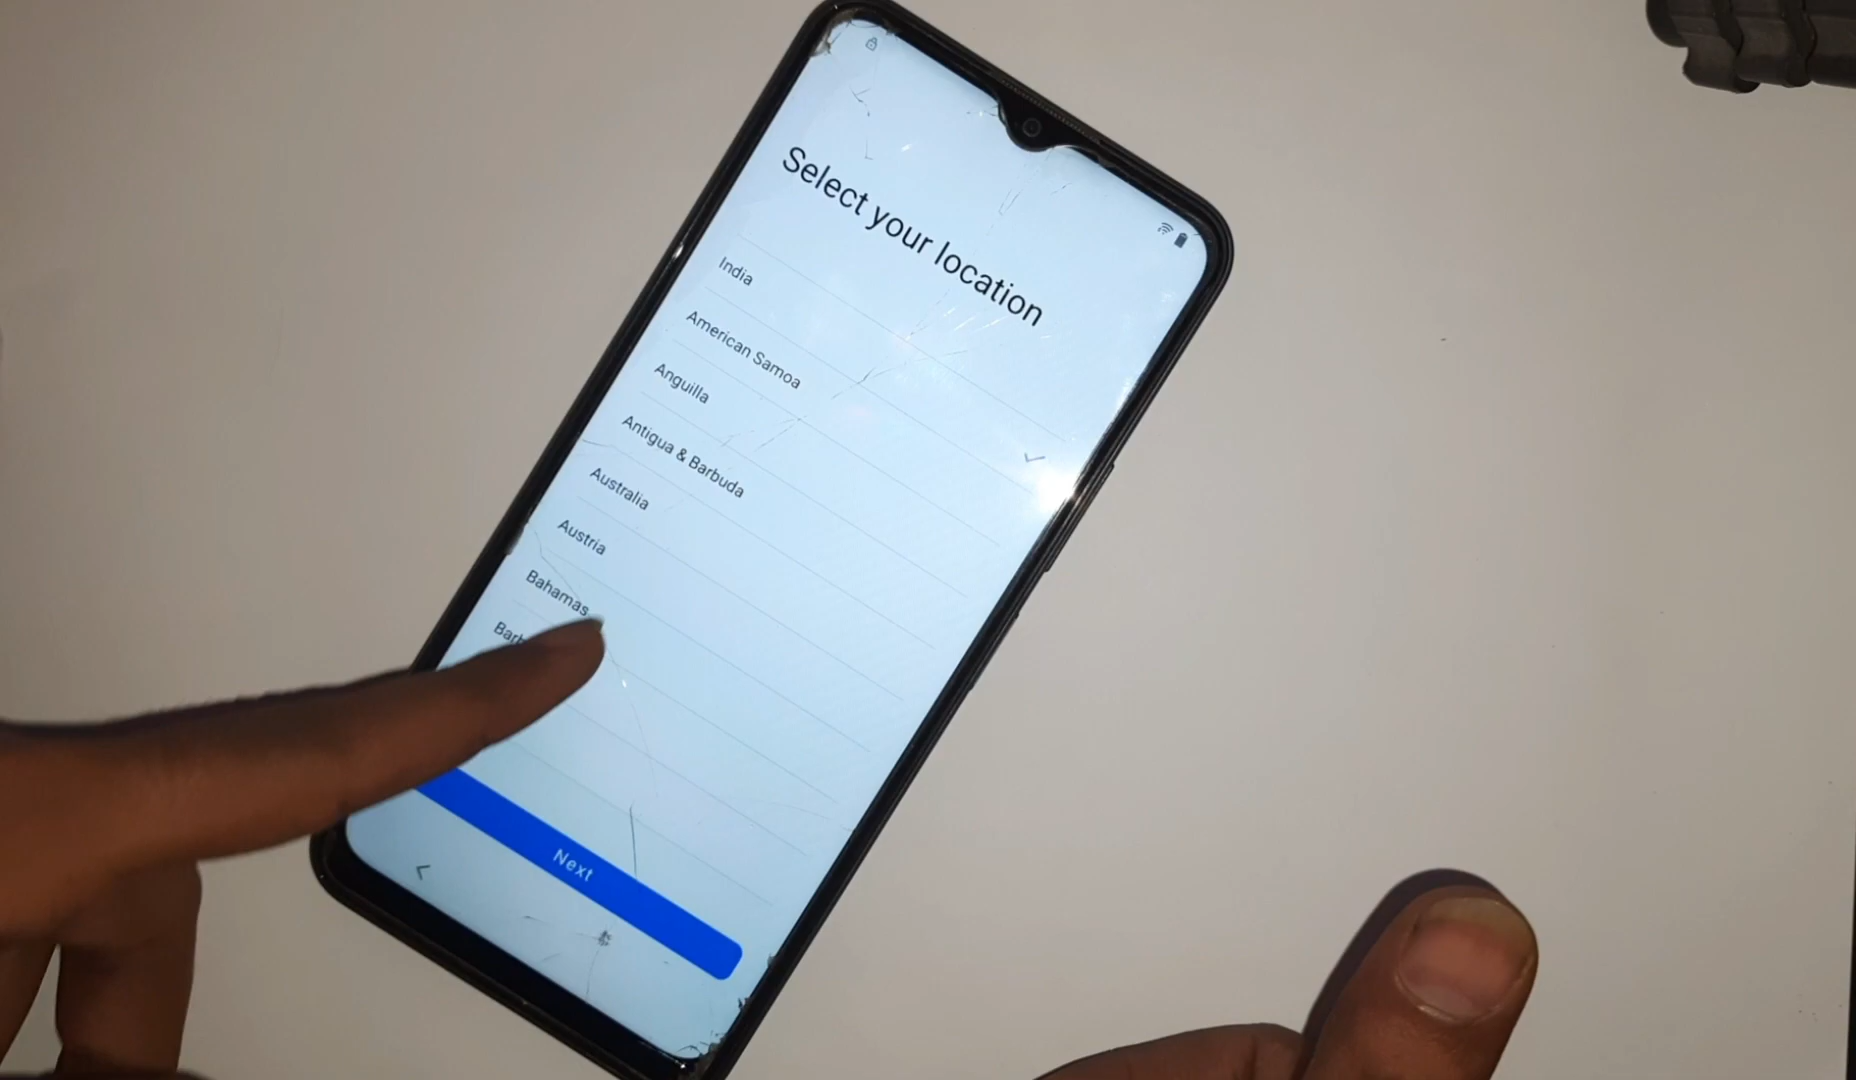 Select your location
India
American Samoa
Anguilla
Antigua & Barbuda
Australia
Austria
Bahamas
Next